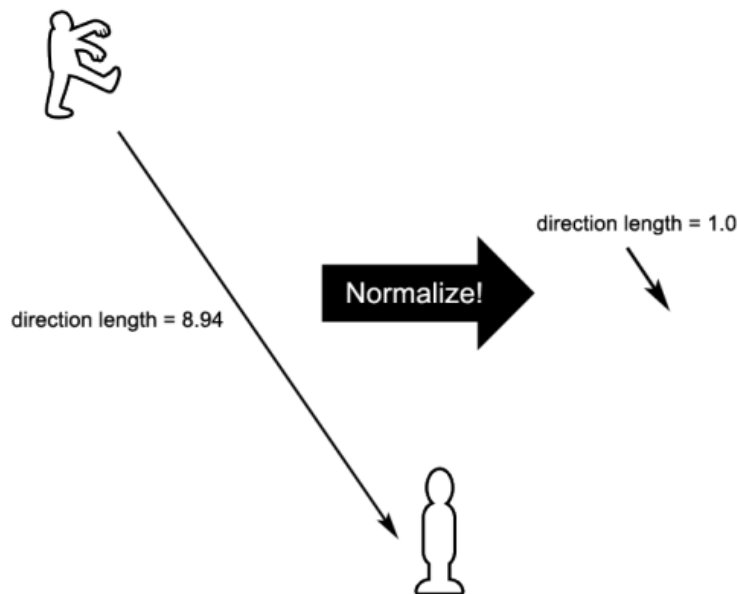 direction length = 1.0
Normalize!
direction length = 8.94